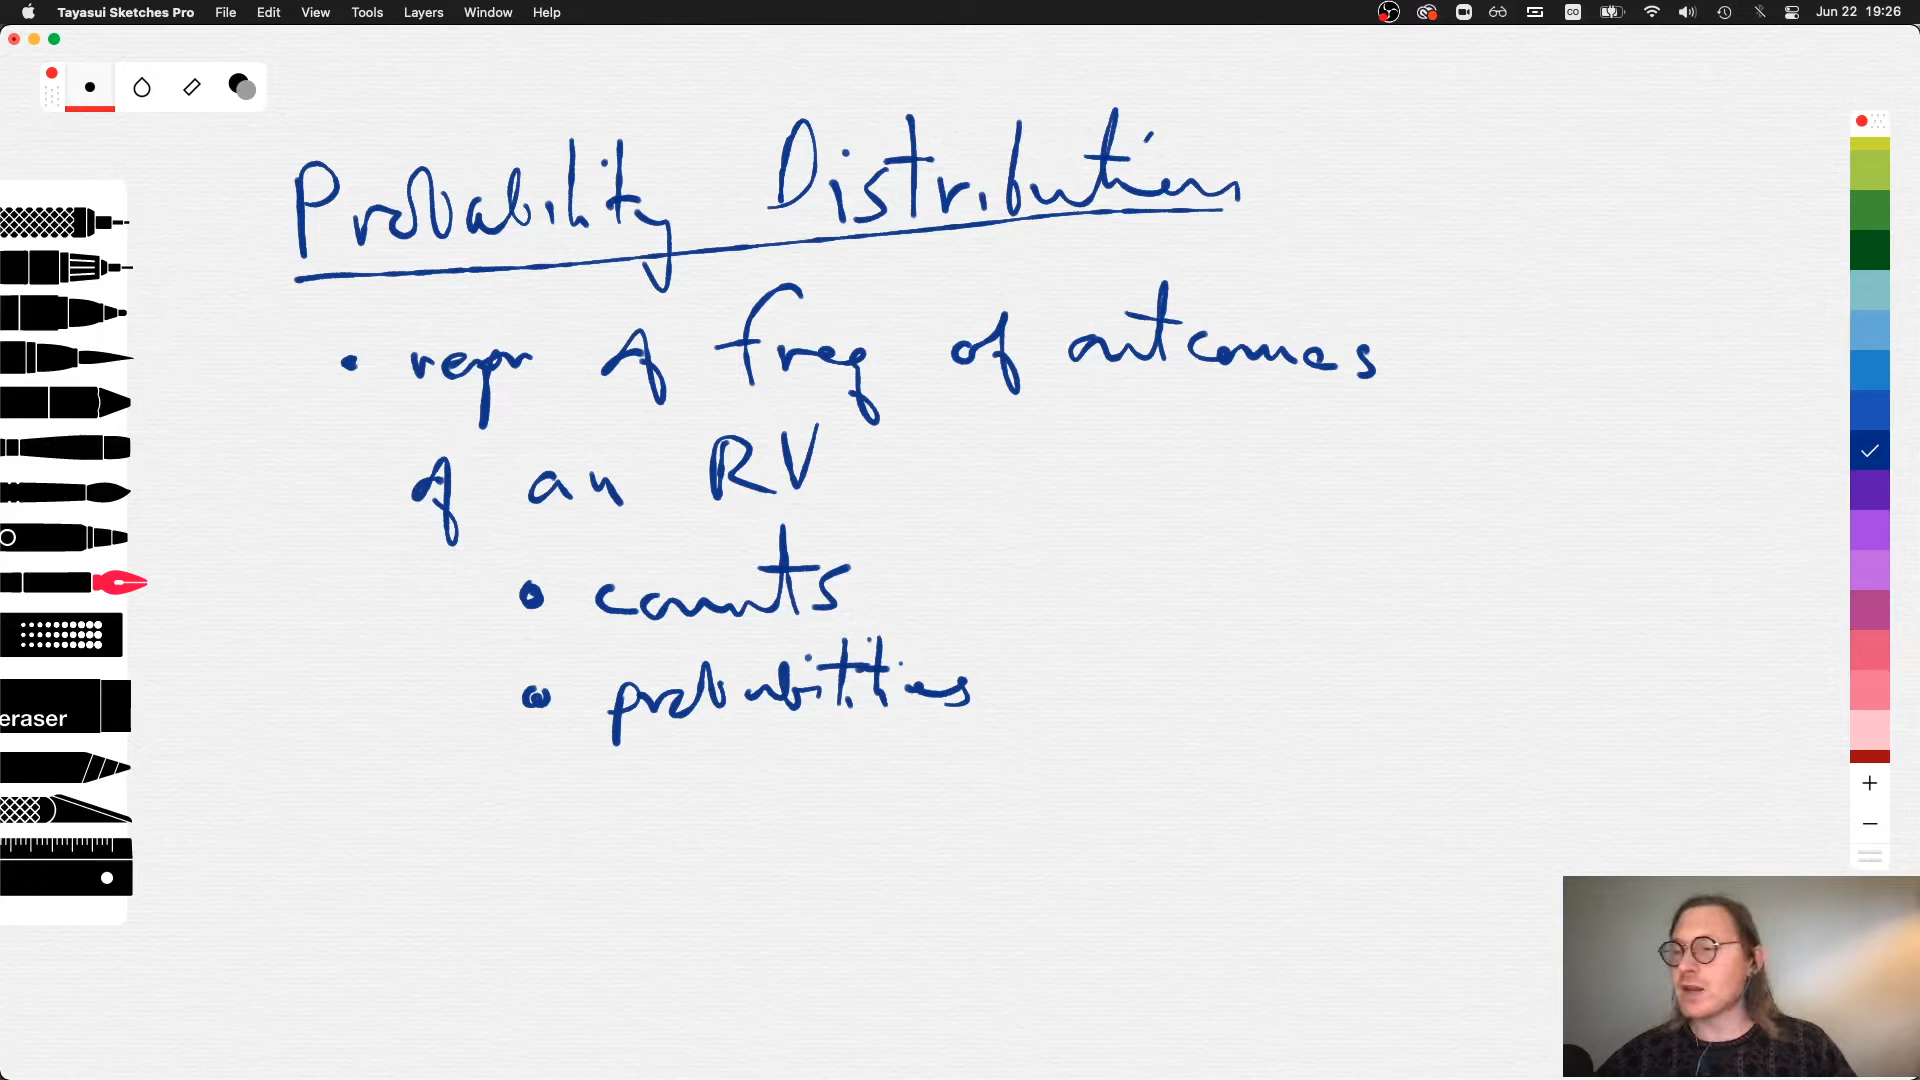 Tayasui Sketches Pro File Edit View Tools Layers Window Help Jun 22 19:26
Probability Distribution
• repr of freq of outcomes
of an RV
• counts
• probabilities
eraser